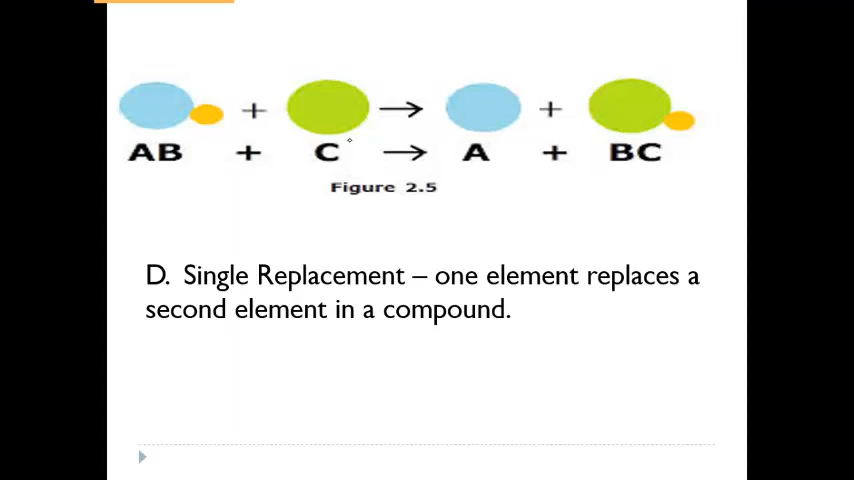 + → +
AB + C → A + BC
Figure 2.5
D. Single Replacement – one element replaces a
second element in a compound.